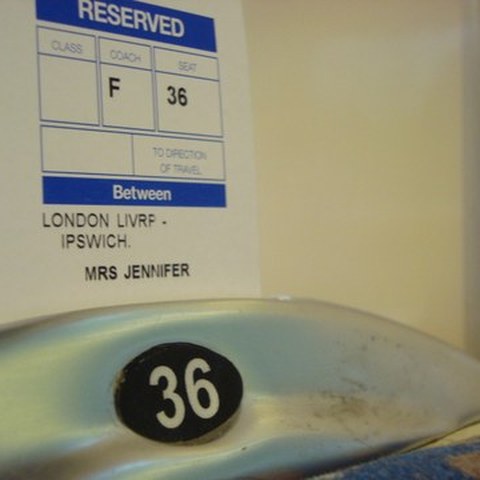 RESERVED
CLASS COACH SEAT
F 36
TO DIRECTION
OF TRAVEL
Between
LONDON LIVRP -
IPSWICH.
MRS JENNIFER
36